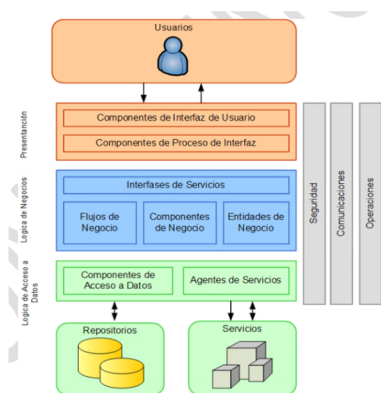 Usuarios
Presentación
Componentes de Interfaz de Usuario
Componentes de Proceso de Interfaz
Logica de Negocios
Interfases de Servicios
Flujos de
Negocio
Componentes
de Negocio
Entidades de
Negocio
Logica de Acceso a
Datos
Componentes de
Acceso a Datos
Agentes de Servicios
Repositorios
Servicios
Seguridad
Comunicaciones
Operaciones